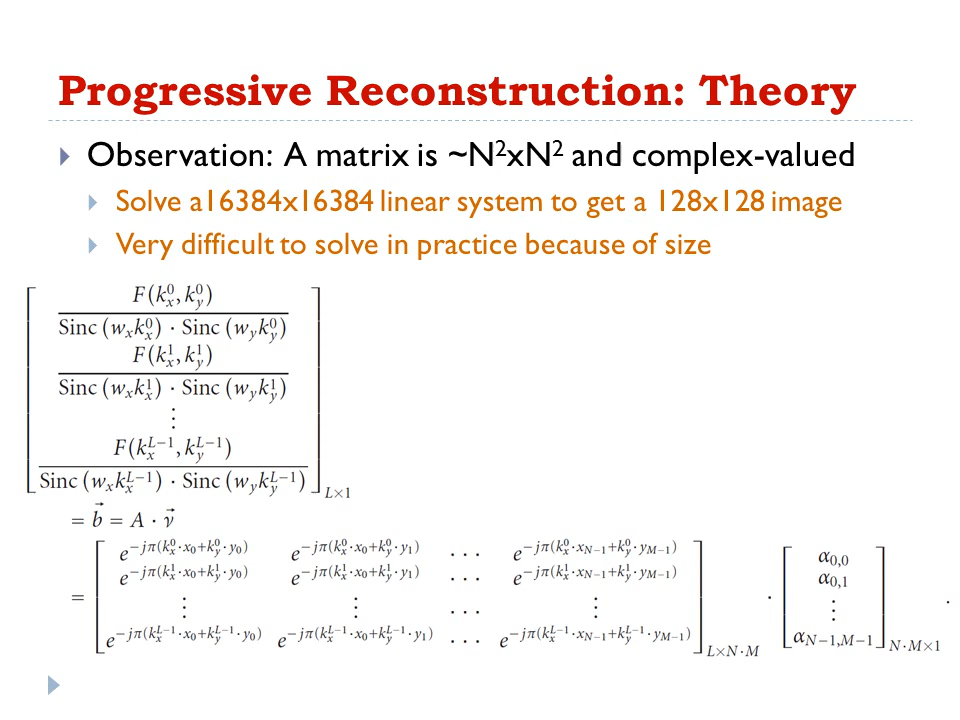 Progressive Reconstruction: Theory
Observation: A matrix is ~N²xN² and complex-valued
Solve a16384x16384 linear system to get a 128x128 image
Very difficult to solve in practice because of size
[ F(k_x^0, k_y^0) / Sinc (w_x k_x^0) · Sinc (w_y k_y^0)
F(k_x^1, k_y^1) / Sinc (w_x k_x^1) · Sinc (w_y k_y^1)
⋮
F(k_x^{L−1}, k_y^{L−1}) / Sinc (w_x k_x^{L−1}) · Sinc (w_y k_y^{L−1}) ]_{L×1}
= b⃗ = A · v⃗
= [ e^{−jπ(k_x^0·x_0+k_y^0·y_0)} e^{−jπ(k_x^0·x_0+k_y^0·y_1)} · · · e^{−jπ(k_x^0·x_{N−1}+k_y^0·y_{M−1})}
e^{−jπ(k_x^1·x_0+k_y^1·y_0)} e^{−jπ(k_x^1·x_0+k_y^1·y_1)} · · · e^{−jπ(k_x^1·x_{N−1}+k_y^1·y_{M−1})}
⋮ ⋮ · · · ⋮
e^{−jπ(k_x^{L−1}·x_0+k_y^{L−1}·y_0)} e^{−jπ(k_x^{L−1}·x_0+k_y^{L−1}·y_1)} · · · e^{−jπ(k_x^{L−1}·x_{N−1}+k_y^{L−1}·y_{M−1})} ]_{L×N·M} · [ α_{0,0}
α_{0,1}
⋮
α_{N−1,M−1} ]_{N·M×1} .